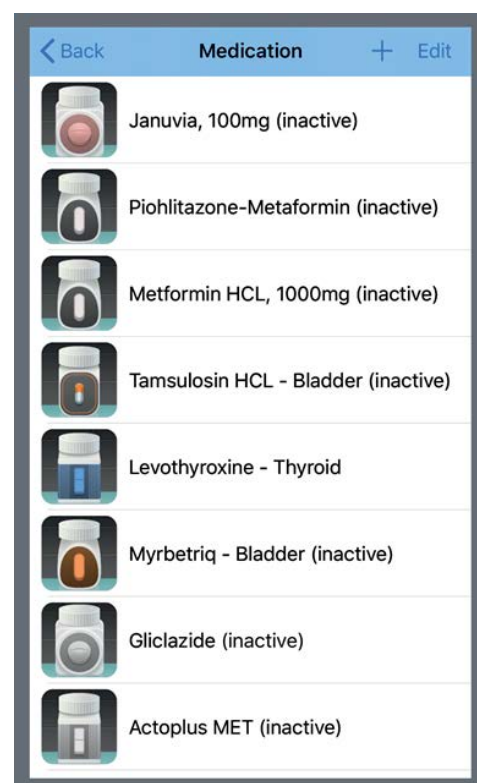 Back Medication + Edit
Januvia, 100mg (inactive)
Piohlitazone-Metaformin (inactive)
Metformin HCL, 1000mg (inactive)
Tamsulosin HCL - Bladder (inactive)
Levothyroxine - Thyroid
Myrbetriq - Bladder (inactive)
Gliclazide (inactive)
Actoplus MET (inactive)